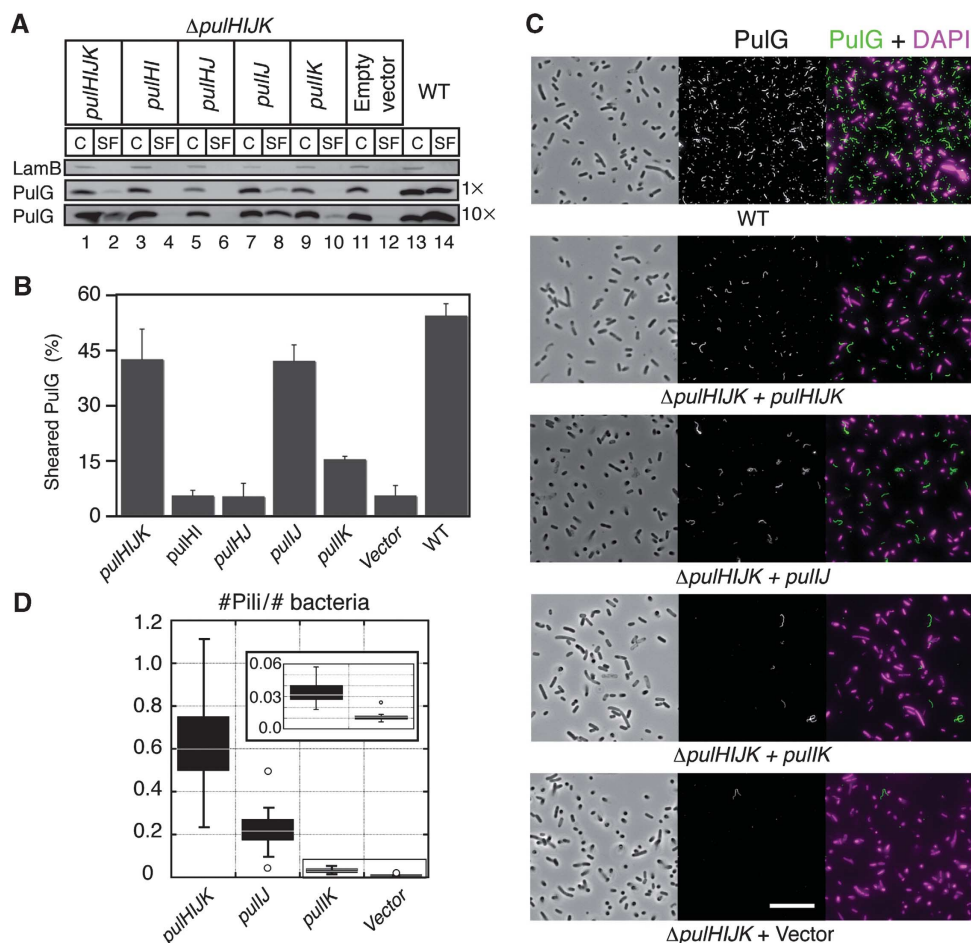 A
ΔpulHIJK
pulHIJK pulHI pulHJ pulIJ pulIK Empty vector WT
C SF C SF C SF C SF C SF C SF C SF
LamB
PulG 1×
PulG 10×
1 2 3 4 5 6 7 8 9 10 11 12 13 14
B
Sheared PulG (%)
60
45
30
15
0
pulHIJK pulHI pulHJ pulIJ pulIK Vector WT
D
#Pili/# bacteria
1.2
1.0
0.8
0.6
0.4
0.2
0
0.06
0.03
0.0
pulHIJK pulIJ pulIK Vector
C
PulG PulG + DAPI
WT
ΔpulHIJK + pulHIJK
ΔpulHIJK + pulIJ
ΔpulHIJK + pulIK
ΔpulHIJK + Vector